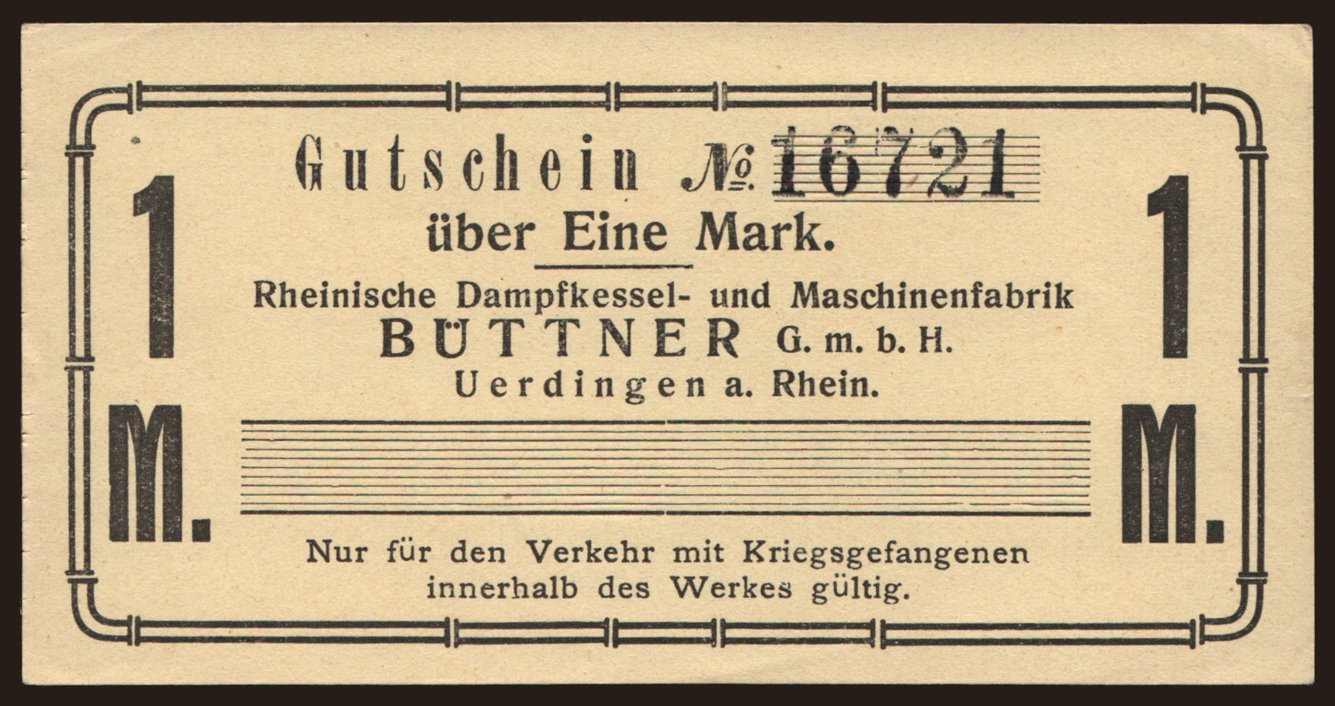 Gutschein No. 16721
über Eine Mark.
Rheinische Dampfkessel- und Maschinenfabrik
BÜTTNER G. m. b. H.
Uerdingen a. Rhein.
1 M.
1 M.
Nur für den Verkehr mit Kriegsgefangenen
innerhalb des Werkes gültig.